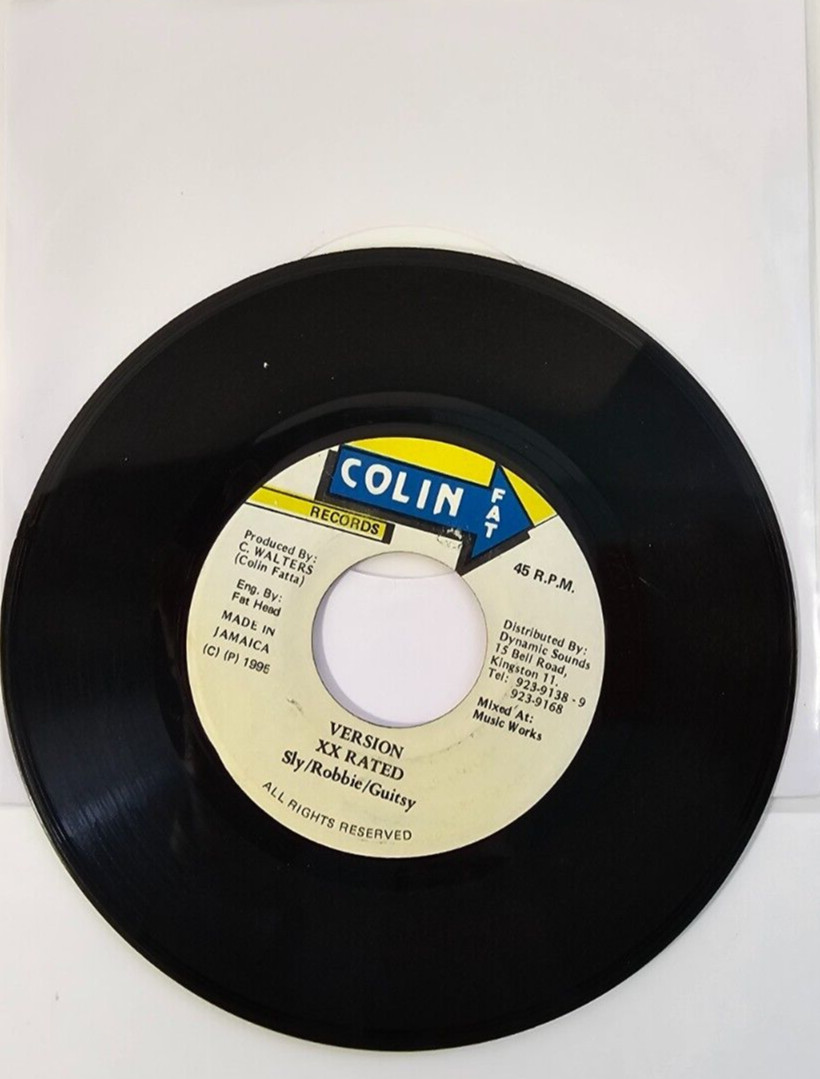 COLIN
FAT
RECORDS
Produced By:
C. WALTERS
(Colin Fatta)
Eng. By:
Fat Head
MADE IN
JAMAICA
(C) (P) 1995
45 R.P.M.
Distributed By:
Dynamic Sounds
15 Bell Road,
Kingston 11.
Tel: 923-9138 - 9
923-9168
Mixed At:
Music Works
VERSION
XX RATED
Sly/Robbie/Guitsy
ALL RIGHTS RESERVED